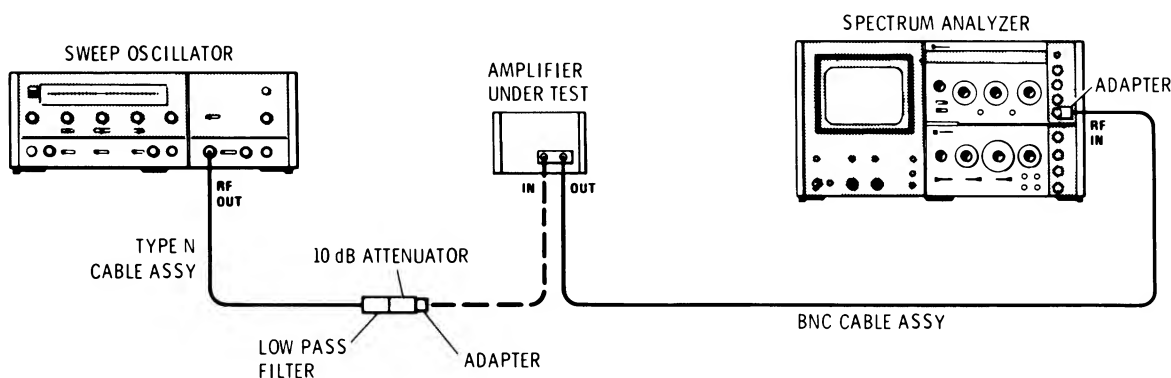 SPECTRUM ANALYZER
SWEEP OSCILLATOR
AMPLIFIER
UNDER TEST
ADAPTER
RF
IN
IN
OUT
RF
OUT
TYPE N
CABLE ASSY
10 dB ATTENUATOR
BNC CABLE ASSY
LOW PASS
FILTER
ADAPTER